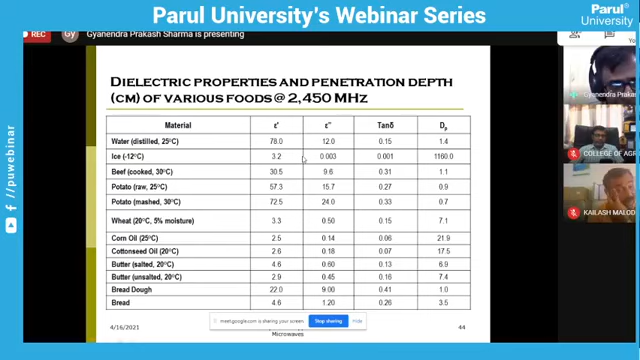 Parul University's Webinar Series
Parul®
University
REC
Gy Gyanendra Prakash Sharma is presenting
DIELECTRIC PROPERTIES AND PENETRATION DEPTH
(CM) OF VARIOUS FOODS @ 2,450 MHZ
Material ε' ε'' Tanδ Dp
Water (distilled, 25°C) 78.0 12.0 0.15 1.4
Ice (-12°C) 3.2 0.003 0.001 1160.0
Beef (cooked, 30°C) 30.5 9.6 0.31 1.1
Potato (raw, 25°C) 57.3 15.7 0.27 0.9
Potato (mashed, 30°C) 72.5 24.0 0.33 0.7
Wheat (20°C, 5% moisture) 3.3 0.50 0.15 7.1
Corn Oil (25°C) 2.5 0.14 0.06 21.9
Cottonseed Oil (20°C) 2.6 0.18 0.07 17.5
Butter (salted, 20°C) 4.6 0.60 0.13 6.9
Butter (unsalted, 20°C) 2.9 0.45 0.16 7.4
Bread Dough 22.0 9.00 0.41 1.0
Bread 4.6 1.20 0.26 3.5
meet.google.com is sharing your screen. Stop sharing Hide
4/16/2021 Microwaves 44
Gyanendra Prakas
COLLEGE OF AGR
KAILASH MALOD
/puwebinar